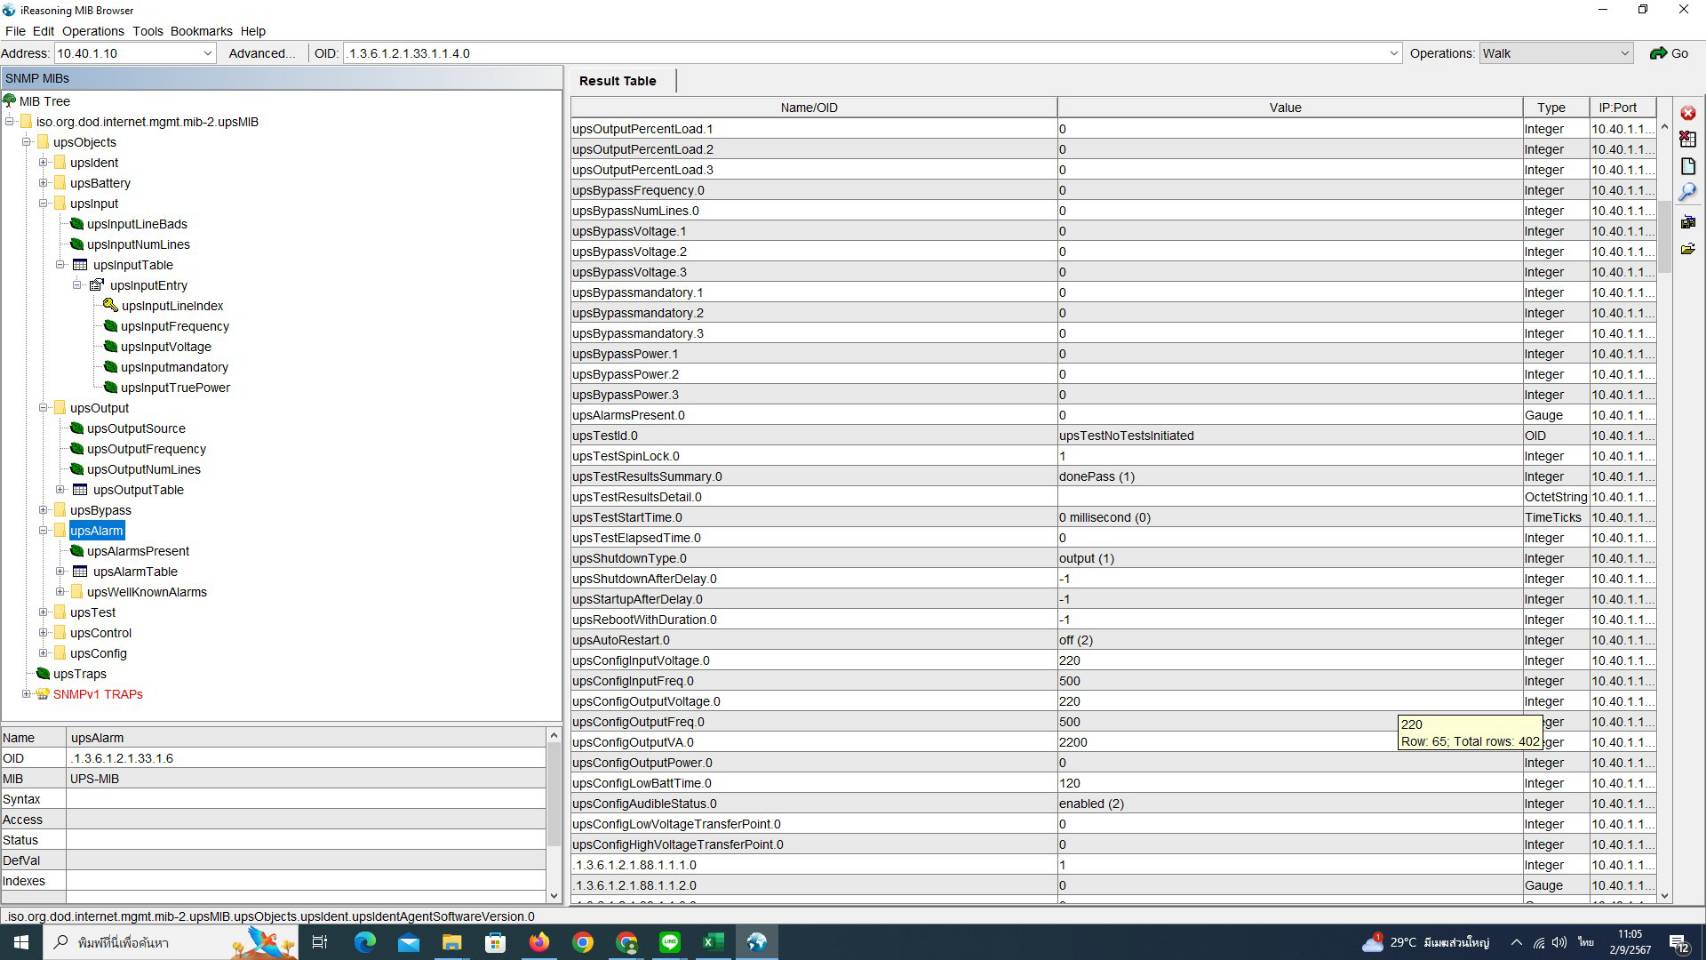 iReasoning MIB Browser
File Edit Operations Tools Bookmarks Help
Address: 10.40.1.10 Advanced... OID: .1.3.6.1.2.1.33.1.1.4.0 Operations: Walk Go
SNMP MIBs
MIB Tree
iso.org.dod.internet.mgmt.mib-2.upsMIB
upsObjects
upsIdent
upsBattery
upsInput
upsInputLineBads
upsInputNumLines
upsInputTable
upsInputEntry
upsInputLineIndex
upsInputFrequency
upsInputVoltage
upsInputmandatory
upsInputTruePower
upsOutput
upsOutputSource
upsOutputFrequency
upsOutputNumLines
upsOutputTable
upsBypass
upsAlarm
upsAlarmsPresent
upsAlarmTable
upsWellKnownAlarms
upsTest
upsControl
upsConfig
upsTraps
SNMPv1 TRAPs
Name upsAlarm
OID .1.3.6.1.2.1.33.1.6
MIB UPS-MIB
Syntax
Access
Status
DefVal
Indexes
Result Table
Name/OID Value Type IP:Port
upsOutputPercentLoad.1 0 Integer 10.40.1.1...
upsOutputPercentLoad.2 0 Integer 10.40.1.1...
upsOutputPercentLoad.3 0 Integer 10.40.1.1...
upsBypassFrequency.0 0 Integer 10.40.1.1...
upsBypassNumLines.0 0 Integer 10.40.1.1...
upsBypassVoltage.1 0 Integer 10.40.1.1...
upsBypassVoltage.2 0 Integer 10.40.1.1...
upsBypassVoltage.3 0 Integer 10.40.1.1...
upsBypassmandatory.1 0 Integer 10.40.1.1...
upsBypassmandatory.2 0 Integer 10.40.1.1...
upsBypassmandatory.3 0 Integer 10.40.1.1...
upsBypassPower.1 0 Integer 10.40.1.1...
upsBypassPower.2 0 Integer 10.40.1.1...
upsBypassPower.3 0 Integer 10.40.1.1...
upsAlarmsPresent.0 0 Gauge 10.40.1.1...
upsTestId.0 upsTestNoTestsInitiated OID 10.40.1.1...
upsTestSpinLock.0 1 Integer 10.40.1.1...
upsTestResultsSummary.0 donePass (1) Integer 10.40.1.1...
upsTestResultsDetail.0 OctetString 10.40.1.1...
upsTestStartTime.0 0 millisecond (0) TimeTicks 10.40.1.1...
upsTestElapsedTime.0 0 Integer 10.40.1.1...
upsShutdownType.0 output (1) Integer 10.40.1.1...
upsShutdownAfterDelay.0 -1 Integer 10.40.1.1...
upsStartupAfterDelay.0 -1 Integer 10.40.1.1...
upsRebootWithDuration.0 -1 Integer 10.40.1.1...
upsAutoRestart.0 off (2) Integer 10.40.1.1...
upsConfigInputVoltage.0 220 Integer 10.40.1.1...
upsConfigInputFreq.0 500 Integer 10.40.1.1...
upsConfigOutputVoltage.0 220 Integer 10.40.1.1...
upsConfigOutputFreq.0 500 eger 10.40.1.1...
upsConfigOutputVA.0 2200 eger 10.40.1.1...
220
Row: 65; Total rows: 402
upsConfigOutputPower.0 0 Integer 10.40.1.1...
upsConfigLowBattTime.0 120 Integer 10.40.1.1...
upsConfigAudibleStatus.0 enabled (2) Integer 10.40.1.1...
upsConfigLowVoltageTransferPoint.0 0 Integer 10.40.1.1...
upsConfigHighVoltageTransferPoint.0 0 Integer 10.40.1.1...
.1.3.6.1.2.1.88.1.1.1.0 1 Integer 10.40.1.1...
.1.3.6.1.2.1.88.1.1.2.0 0 Gauge 10.40.1.1...
.iso.org.dod.internet.mgmt.mib-2.upsMIB.upsObjects.upsIdent.upsIdentAgentSoftwareVersion.0
พิมพ์ที่นี่เพื่อค้นหา
LINE
1 29°C มีเมฆส่วนใหญ่ ไทย
11:05
2/9/2567
12